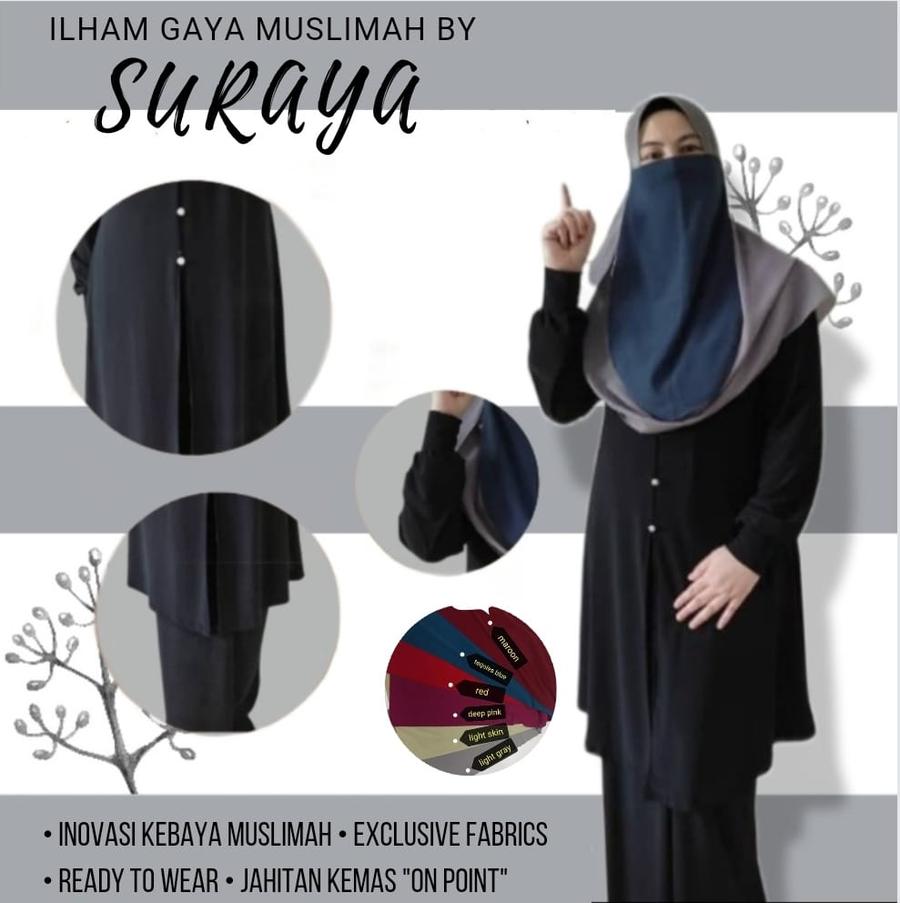 ILHAM GAYA MUSLIMAH BY
SURAYA
maroon
teqoles blue
red
deep pink
light skin
light gray
• INOVASI KEBAYA MUSLIMAH • EXCLUSIVE FABRICS
• READY TO WEAR • JAHITAN KEMAS "ON POINT"